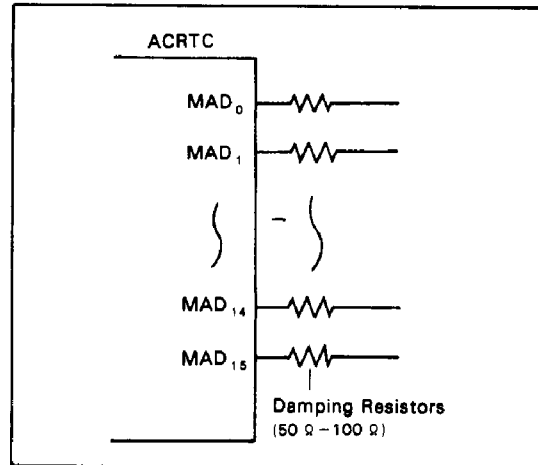 ACRTC
MAD₀
MAD₁
MAD₁₄
MAD₁₅
Damping Resistors
(50 Ω – 100 Ω)